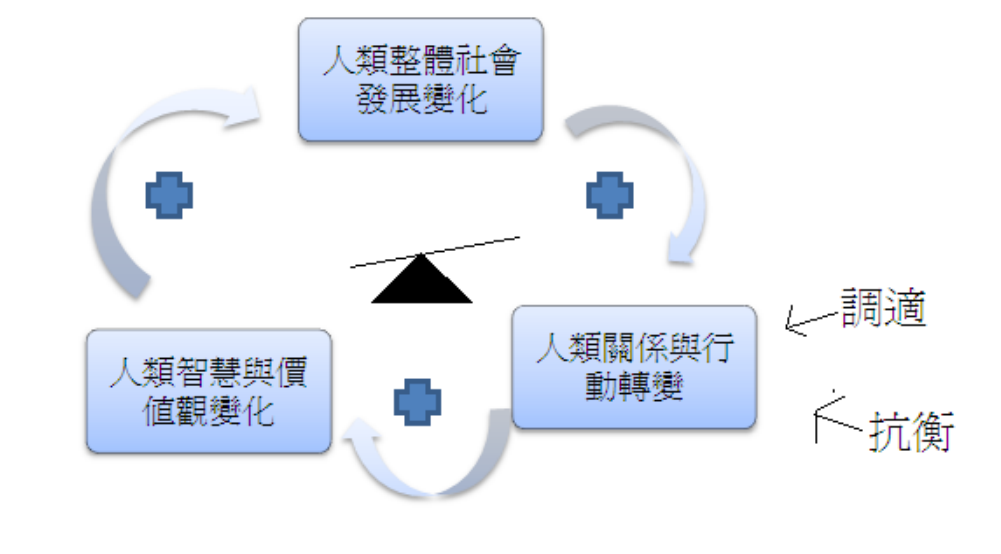 人類整體社會
發展變化
調適
人類關係與行
動轉變
人類智慧與價
值觀變化
抗衡